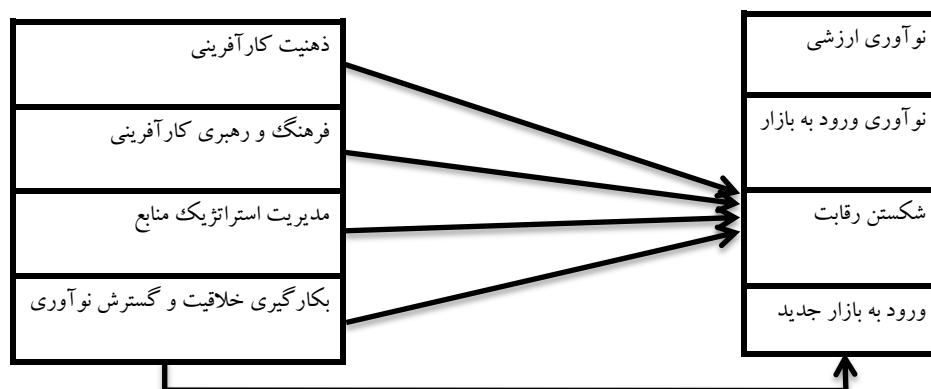 ذهنیت کارآفرینی
فرهنگ و رهبری کارآفرینی
مدیریت استراتژیک منابع
بکارگیری خلاقیت و گسترش نوآوری
نوآوری ارزشی
نوآوری ورود به بازار
شکستن رقابت
ورود به بازار جدید